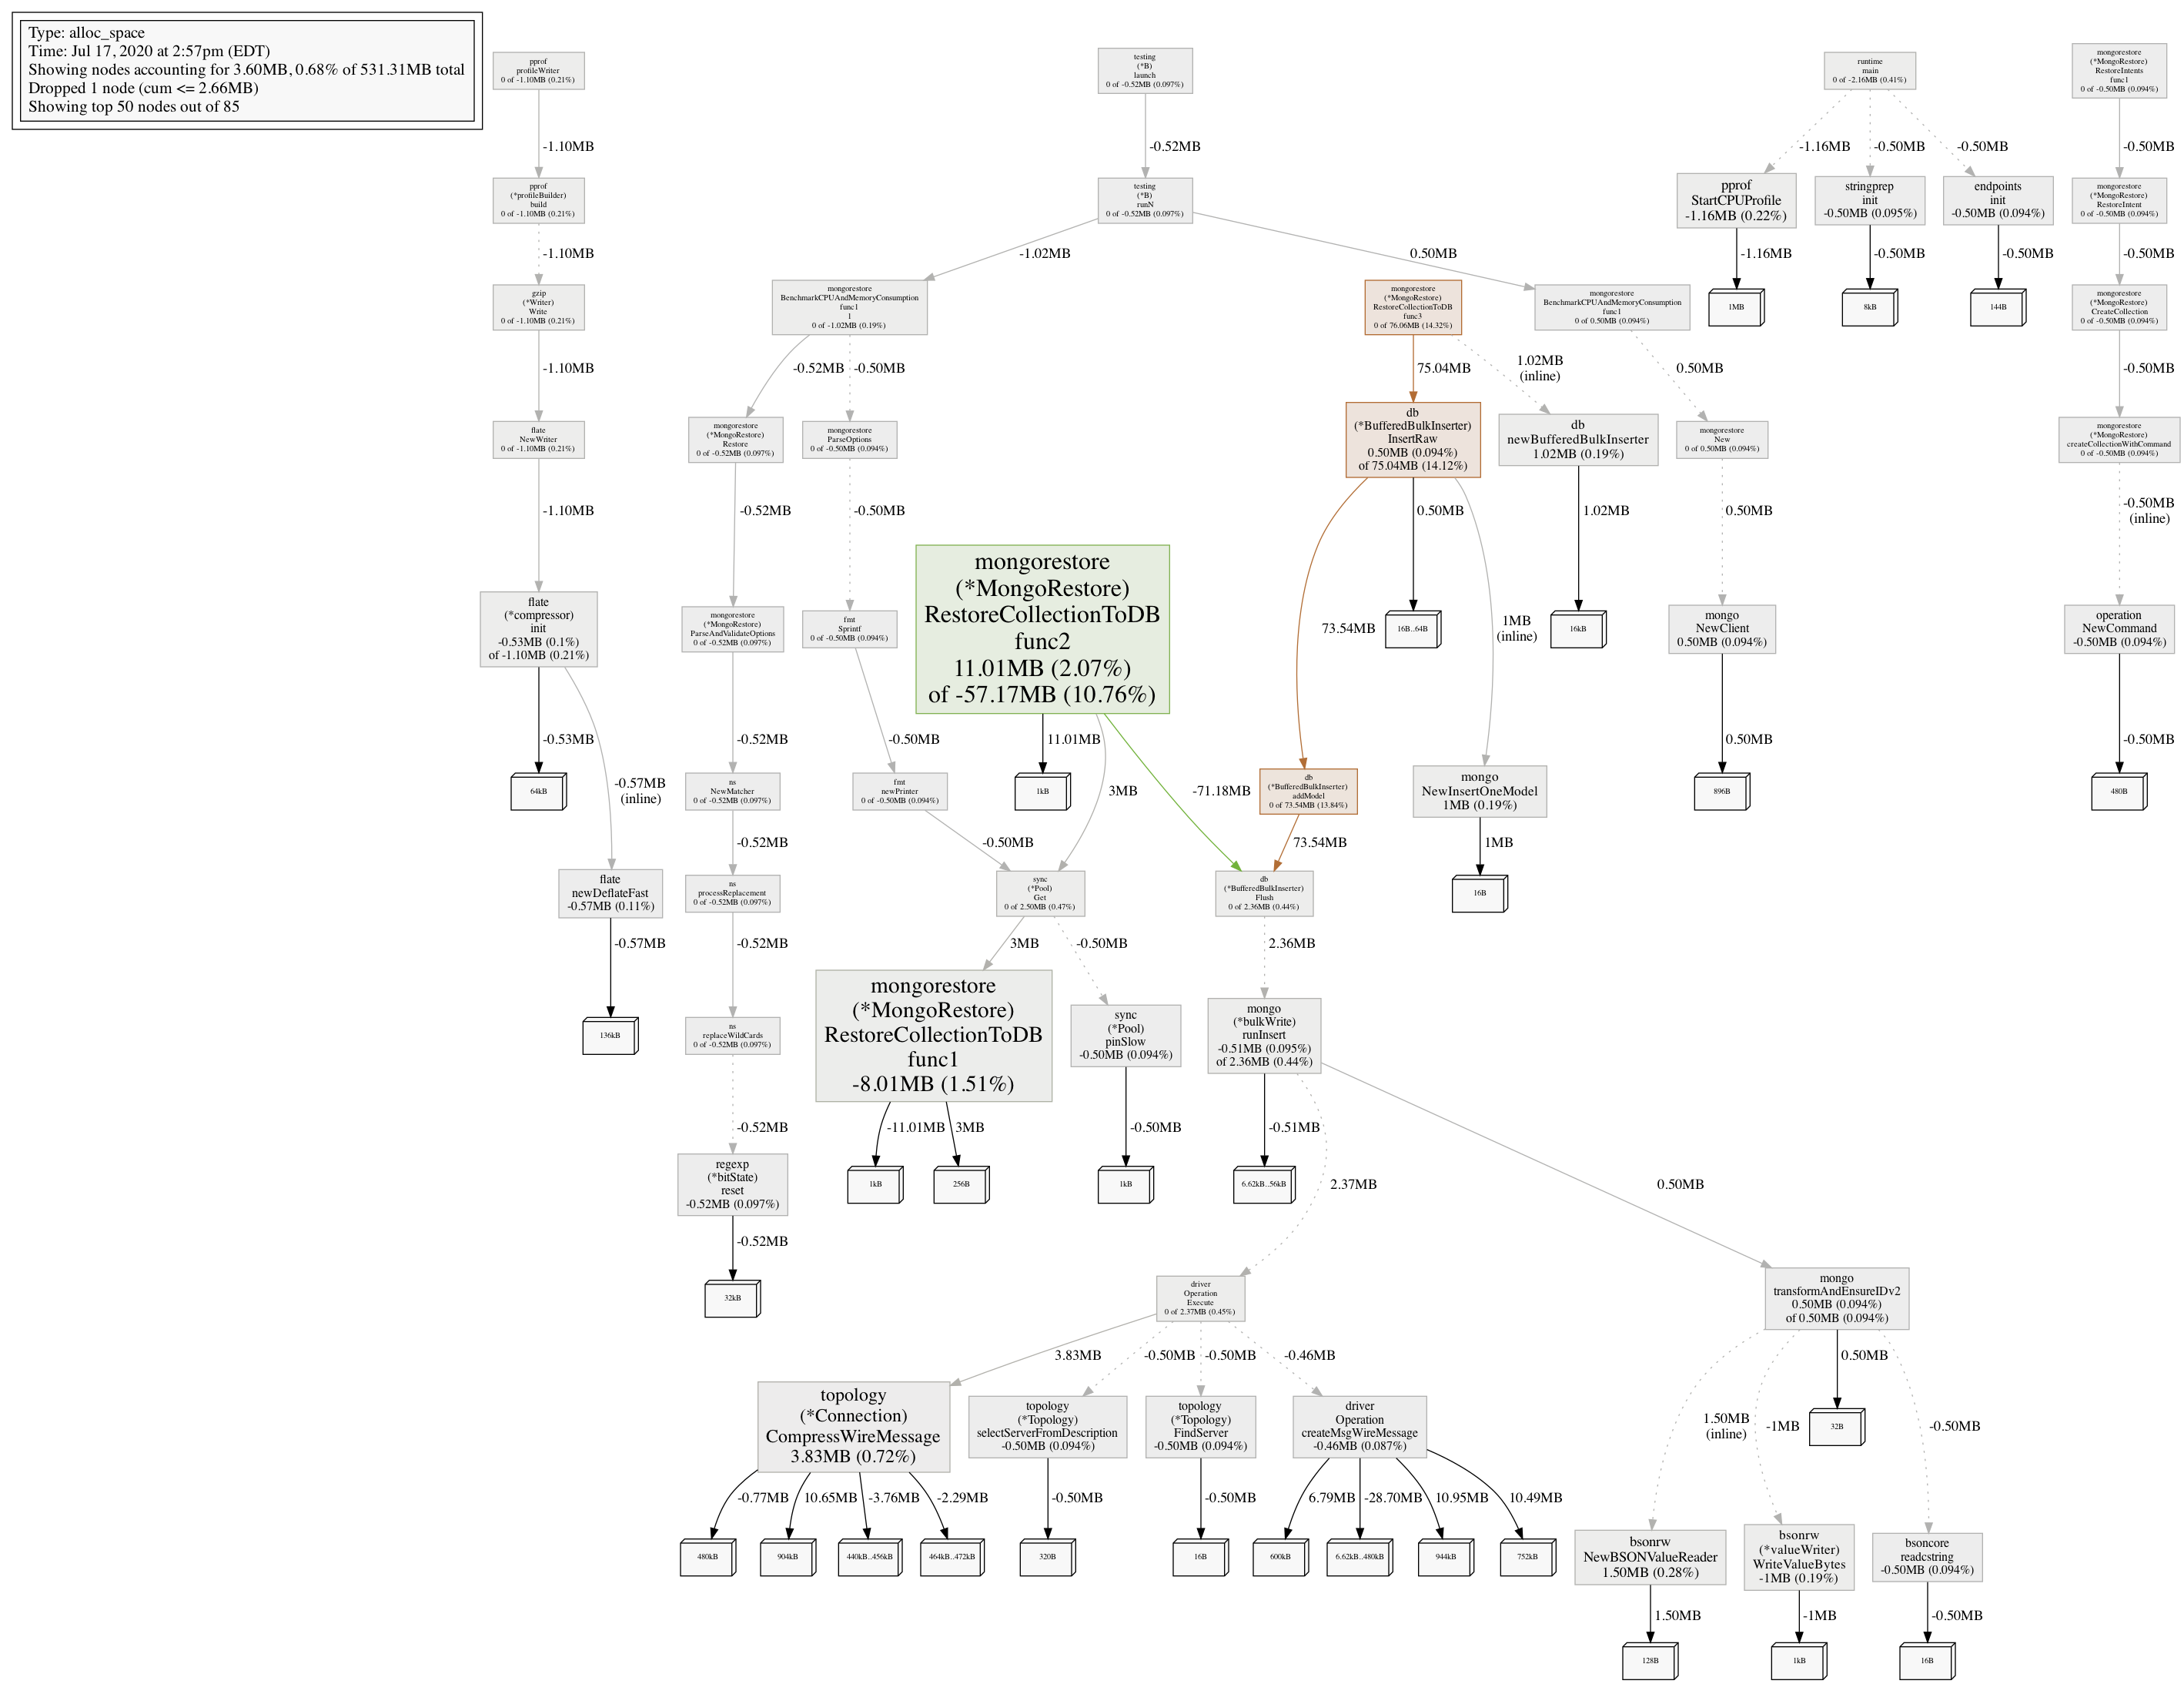 Type: alloc_space
Time: Jul 17, 2020 at 2:57pm (EDT)
Showing nodes accounting for 3.60MB, 0.68% of 531.31MB total
Dropped 1 node (cum <= 2.66MB)
Showing top 50 nodes out of 85
pprof
profileWriter
0 of -1.10MB (0.21%)
testing
(*B)
launch
0 of -0.52MB (0.097%)
runtime
main
0 of -2.16MB (0.41%)
mongorestore
(*MongoRestore)
RestoreIntents
func1
0 of -0.50MB (0.094%)
-1.10MB
-0.52MB
-1.16MB
-0.50MB
-0.50MB
-0.50MB
pprof
(*profileBuilder)
build
0 of -1.10MB (0.21%)
testing
(*B)
runN
0 of -0.52MB (0.097%)
pprof
StartCPUProfile
-1.16MB (0.22%)
stringprep
init
-0.50MB (0.095%)
endpoints
init
-0.50MB (0.094%)
mongorestore
(*MongoRestore)
RestoreIntent
0 of -0.50MB (0.094%)
-1.10MB
-1.02MB
0.50MB
-1.16MB
-0.50MB
-0.50MB
-0.50MB
gzip
(*Writer)
Write
0 of -1.10MB (0.21%)
mongorestore
BenchmarkCPUAndMemoryConsumption
func1
1
0 of -1.02MB (0.19%)
mongorestore
(*MongoRestore)
RestoreCollectionToDB
func3
0 of 76.06MB (14.32%)
mongorestore
BenchmarkCPUAndMemoryConsumption
func1
0 of 0.50MB (0.094%)
1MB
8kB
144B
mongorestore
(*MongoRestore)
CreateCollection
0 of -0.50MB (0.094%)
-1.10MB
-0.52MB
-0.50MB
75.04MB
1.02MB
(inline)
0.50MB
-0.50MB
flate
NewWriter
0 of -1.10MB (0.21%)
mongorestore
(*MongoRestore)
Restore
0 of -0.52MB (0.097%)
mongorestore
ParseOptions
0 of -0.50MB (0.094%)
db
(*BufferedBulkInserter)
InsertRaw
0.50MB (0.094%)
of 75.04MB (14.12%)
db
newBufferedBulkInserter
1.02MB (0.19%)
mongorestore
New
0 of 0.50MB (0.094%)
mongorestore
(*MongoRestore)
createCollectionWithCommand
0 of -0.50MB (0.094%)
-1.10MB
-0.52MB
-0.50MB
0.50MB
1.02MB
0.50MB
-0.50MB
(inline)
flate
(*compressor)
init
-0.53MB (0.1%)
of -1.10MB (0.21%)
mongorestore
(*MongoRestore)
ParseAndValidateOptions
0 of -0.52MB (0.097%)
fmt
Sprintf
0 of -0.50MB (0.094%)
mongorestore
(*MongoRestore)
RestoreCollectionToDB
func2
11.01MB (2.07%)
of -57.17MB (10.76%)
73.54MB
16B..64B
1MB
(inline)
16kB
mongo
NewClient
0.50MB (0.094%)
operation
NewCommand
-0.50MB (0.094%)
-0.53MB
-0.57MB
(inline)
-0.52MB
-0.50MB
11.01MB
3MB
-71.18MB
0.50MB
-0.50MB
64kB
ns
NewMatcher
0 of -0.52MB (0.097%)
fmt
newPrinter
0 of -0.50MB (0.094%)
1kB
db
(*BufferedBulkInserter)
addModel
0 of 73.54MB (13.84%)
mongo
NewInsertOneModel
1MB (0.19%)
896B
480B
-0.52MB
-0.50MB
73.54MB
1MB
flate
newDeflateFast
-0.57MB (0.11%)
ns
processReplacement
0 of -0.52MB (0.097%)
sync
(*Pool)
Get
0 of 2.50MB (0.47%)
db
(*BufferedBulkInserter)
Flush
0 of 2.36MB (0.44%)
16B
-0.57MB
-0.52MB
3MB
-0.50MB
2.36MB
136kB
ns
replaceWildCards
0 of -0.52MB (0.097%)
mongorestore
(*MongoRestore)
RestoreCollectionToDB
func1
-8.01MB (1.51%)
sync
(*Pool)
pinSlow
-0.50MB (0.094%)
mongo
(*bulkWrite)
runInsert
-0.51MB (0.095%)
of 2.36MB (0.44%)
-0.52MB
-11.01MB
3MB
-0.50MB
-0.51MB
2.37MB
0.50MB
regexp
(*bitState)
reset
-0.52MB (0.097%)
1kB
256B
1kB
6.62kB..56kB
-0.52MB
32kB
driver
Operation
Execute
0 of 2.37MB (0.45%)
mongo
transformAndEnsureIDv2
0.50MB (0.094%)
of 0.50MB (0.094%)
3.83MB
-0.50MB
-0.50MB
-0.46MB
1.50MB
(inline)
-1MB
0.50MB
-0.50MB
topology
(*Connection)
CompressWireMessage
3.83MB (0.72%)
topology
(*Topology)
selectServerFromDescription
-0.50MB (0.094%)
topology
(*Topology)
FindServer
-0.50MB (0.094%)
driver
Operation
createMsgWireMessage
-0.46MB (0.087%)
32B
-0.77MB
10.65MB
-3.76MB
-2.29MB
-0.50MB
-0.50MB
6.79MB
-28.70MB
10.95MB
10.49MB
480kB
904kB
440kB..456kB
464kB..472kB
320B
16B
600kB
6.62kB..480kB
944kB
752kB
bsonrw
NewBSONValueReader
1.50MB (0.28%)
bsonrw
(*valueWriter)
WriteValueBytes
-1MB (0.19%)
bsoncore
readcstring
-0.50MB (0.094%)
1.50MB
-1MB
-0.50MB
128B
1kB
16B